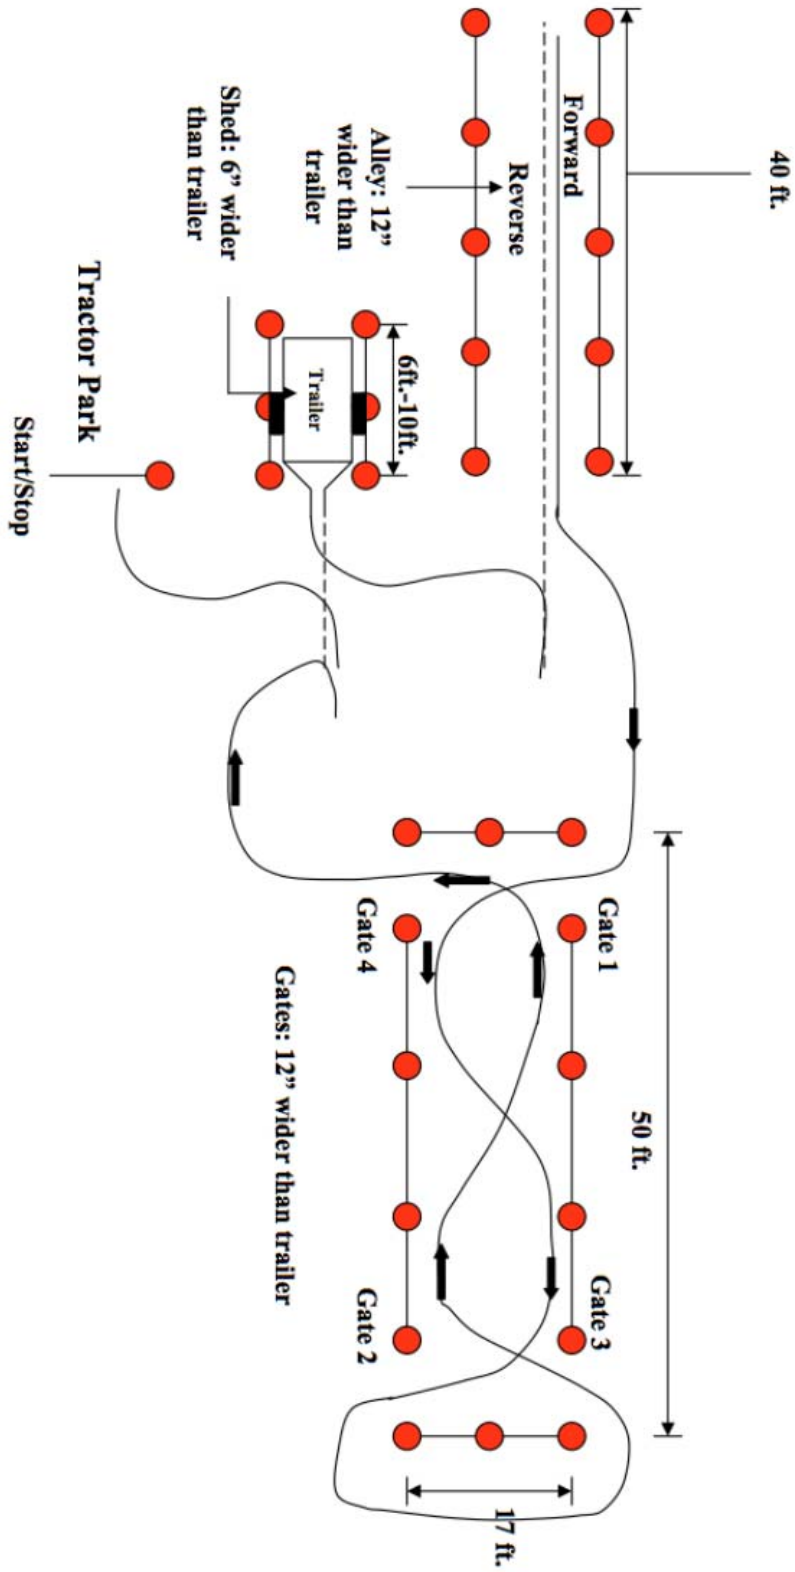 40 ft.
50 ft.
Gate 1
Gate 3
Forward
Reverse
17 ft.
6ft.-10ft.
Alley: 12”
wider than
trailer
Gate 4
Gate 2
Trailer
Gates: 12” wider than trailer
Shed: 6” wider
than trailer
Tractor Park
Start/Stop